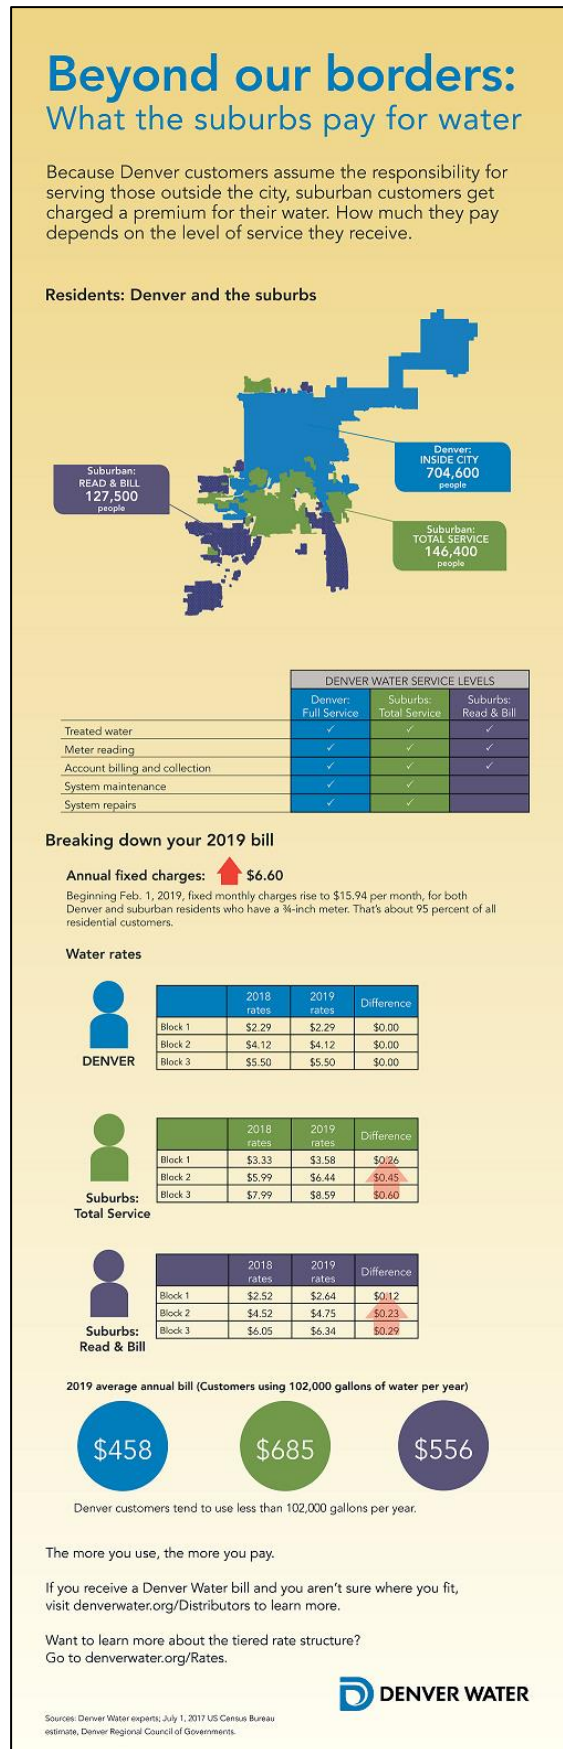 Beyond our borders:
What the suburbs pay for water
Because Denver customers assume the responsibility for
serving those outside the city, suburban customers get
charged a premium for their water. How much they pay
depends on the level of service they receive.
Residents: Denver and the suburbs
Denver:
INSIDE CITY
704,600
people
Suburban:
READ & BILL
127,500
people
Suburban:
TOTAL SERVICE
146,400
people
DENVER WATER SERVICE LEVELS
Denver: Suburbs: Suburbs:
Full Service Total Service Read & Bill
Treated water ✓ ✓ ✓
Meter reading ✓ ✓ ✓
Account billing and collection ✓ ✓ ✓
System maintenance ✓ ✓
System repairs ✓ ✓
Breaking down your 2019 bill
Annual fixed charges: $6.60
Beginning Feb. 1, 2019, fixed monthly charges rise to $15.94 per month, for both
Denver and suburban residents who have a ¾-inch meter. That's about 95 percent of all
residential customers.
Water rates
2018 rates 2019 rates Difference
Block 1 $2.29 $2.29 $0.00
Block 2 $4.12 $4.12 $0.00
Block 3 $5.50 $5.50 $0.00
DENVER
2018 rates 2019 rates Difference
Block 1 $3.33 $3.58 $0.26
Block 2 $5.99 $6.44 $0.45
Block 3 $7.99 $8.59 $0.60
Suburbs:
Total Service
2018 rates 2019 rates Difference
Block 1 $2.52 $2.64 $0.12
Block 2 $4.52 $4.75 $0.23
Block 3 $6.05 $6.34 $0.29
Suburbs:
Read & Bill
2019 average annual bill (Customers using 102,000 gallons of water per year)
$458 $685 $556
Denver customers tend to use less than 102,000 gallons per year.
The more you use, the more you pay.
If you receive a Denver Water bill and you aren't sure where you fit,
visit denverwater.org/Distributors to learn more.
Want to learn more about the tiered rate structure?
Go to denverwater.org/Rates.
DENVER WATER
Sources: Denver Water experts; July 1, 2017 US Census Bureau
estimate, Denver Regional Council of Governments.